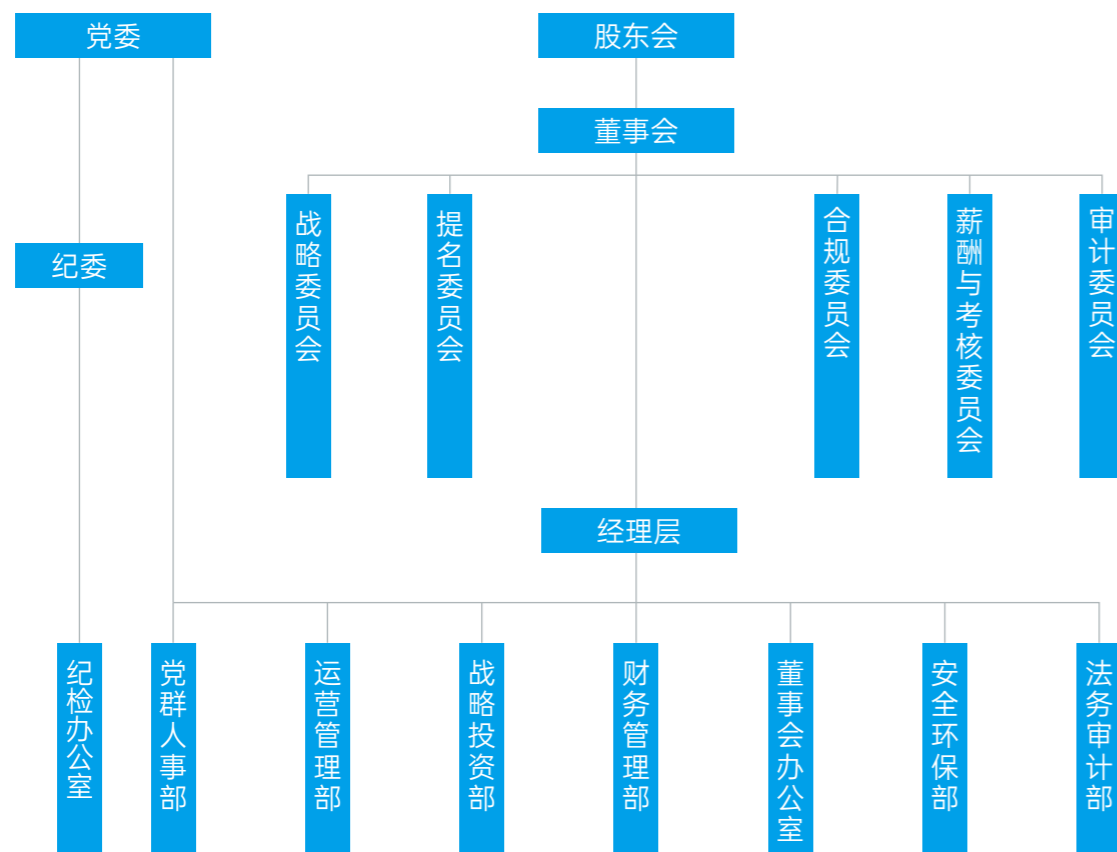 党委
股东会
董事会
战略委员会
提名委员会
合规委员会
薪酬与考核委员会
审计委员会
纪委
经理层
纪检办公室
党群人事部
运营管理部
战略投资部
财务管理部
董事会办公室
安全环保部
法务审计部